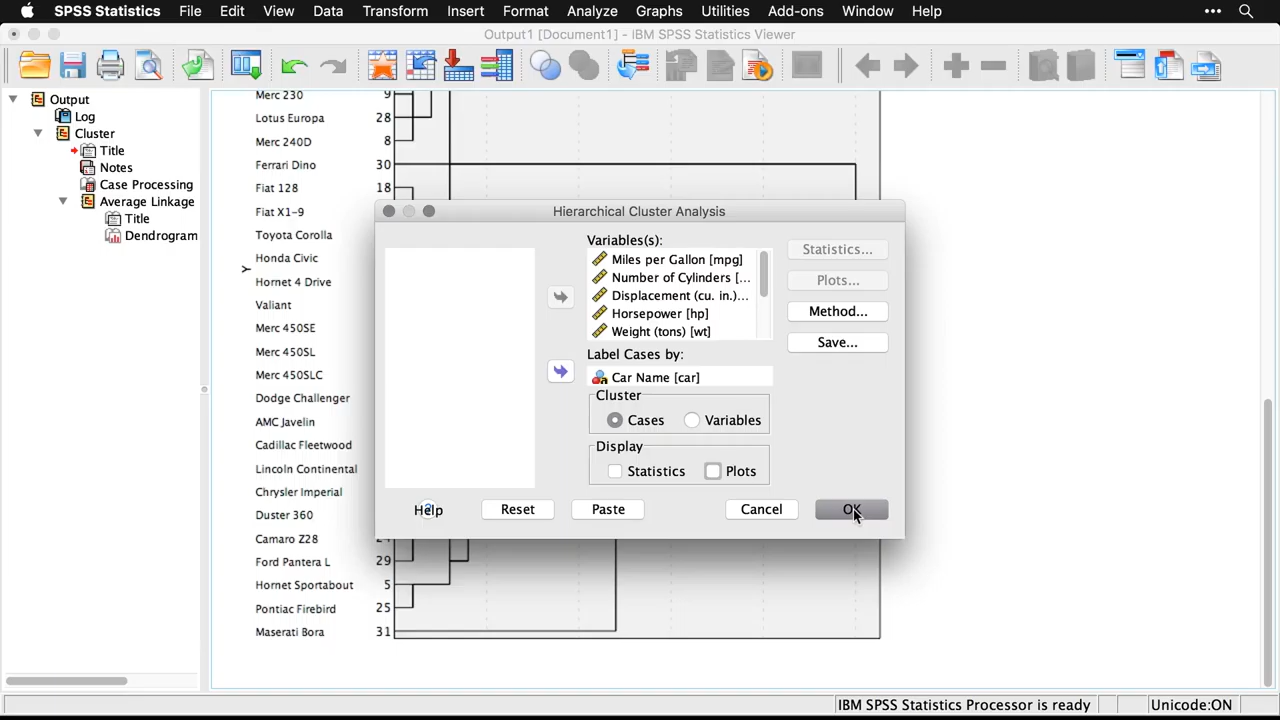 SPSS Statistics File Edit View Data Transform Insert Format Analyze Graphs Utilities Add-ons Window Help
Output1 [Document1] - IBM SPSS Statistics Viewer
Output
Log
Cluster
Title
Notes
Case Processing
Average Linkage
Title
Dendrogram
Merc 230 9
Lotus Europa 28
Merc 240D 8
Ferrari Dino 30
Fiat 128 18
Fiat X1-9
Toyota Corolla
Honda Civic
Hornet 4 Drive
Valiant
Merc 450SE
Merc 450SL
Merc 450SLC
Dodge Challenger
AMC Javelin
Cadillac Fleetwood
Lincoln Continental
Chrysler Imperial
Duster 360
Camaro Z28
Ford Pantera L 29
Hornet Sportabout 5
Pontiac Firebird 25
Maserati Bora 31
Y
Hierarchical Cluster Analysis
Variables(s):
Miles per Gallon [mpg]
Number of Cylinders [...
Displacement (cu. in.)...
Horsepower [hp]
Weight (tons) [wt]
Label Cases by:
Car Name [car]
Cluster
Cases Variables
Display
Statistics Plots
Statistics...
Plots...
Method...
Save...
Help Reset Paste Cancel OK
IBM SPSS Statistics Processor is ready Unicode:ON